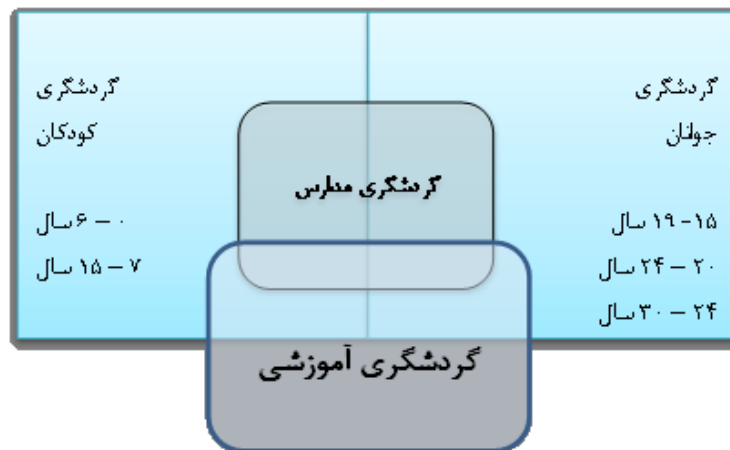 گردشگری
جوانان
۱۵-۱۹ سال
۲۰ – ۲۴ سال
۲۴ – ۳۰ سال
گردشگری مدارس
گردشگری
کودکان
۰ – ۶ سال
۷ – ۱۵ سال
گردشگری آموزشی